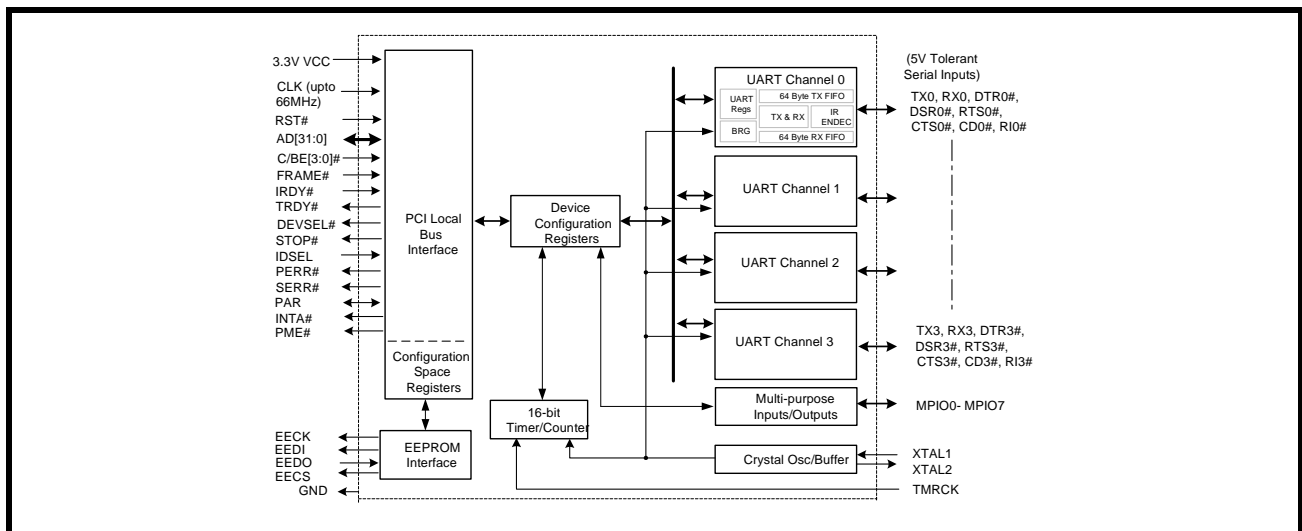 3.3V VCC
CLK (upto
66MHz)
RST#
AD[31:0]
C/BE[3:0]#
FRAME#
IRDY#
TRDY#
DEVSEL#
STOP#
IDSEL
PERR#
SERR#
PAR
INTA#
PME#
EECK
EEDI
EEDO
EECS
GND
PCI Local
Bus
Interface
Configuration
Space
Registers
EEPROM
Interface
Device
Configuration
Registers
16-bit
Timer/Counter
UART Channel 0
UART
Regs
64 Byte TX FIFO
TX & RX
IR
ENDEC
BRG
64 Byte RX FIFO
UART Channel 1
UART Channel 2
UART Channel 3
Multi-purpose
Inputs/Outputs
Crystal Osc/Buffer
(5V Tolerant
Serial Inputs)
TX0, RX0, DTR0#,
DSR0#, RTS0#,
CTS0#, CD0#, RI0#
TX3, RX3, DTR3#,
DSR3#, RTS3#,
CTS3#, CD3#, RI3#
MPIO0- MPIO7
XTAL1
XTAL2
TMRCK